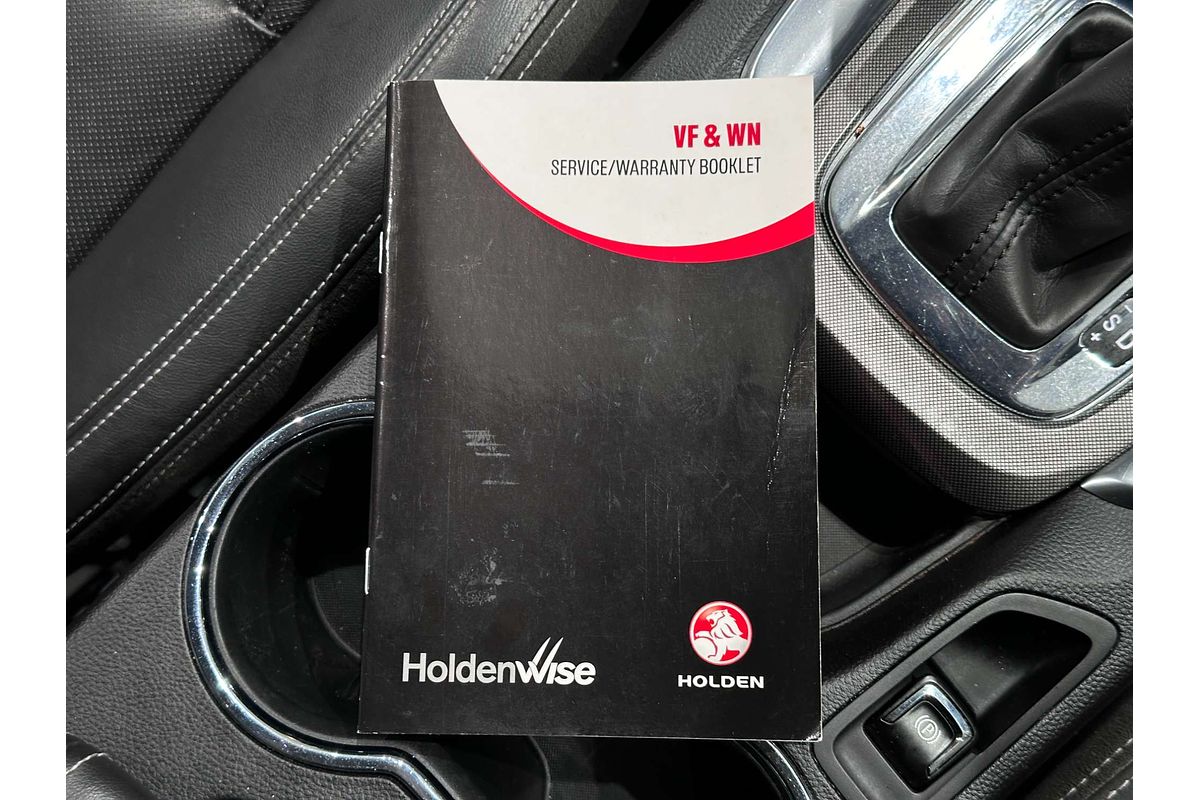 VF & WN
SERVICE/WARRANTY BOOKLET
HoldenWise
HOLDEN
- S +
D
P